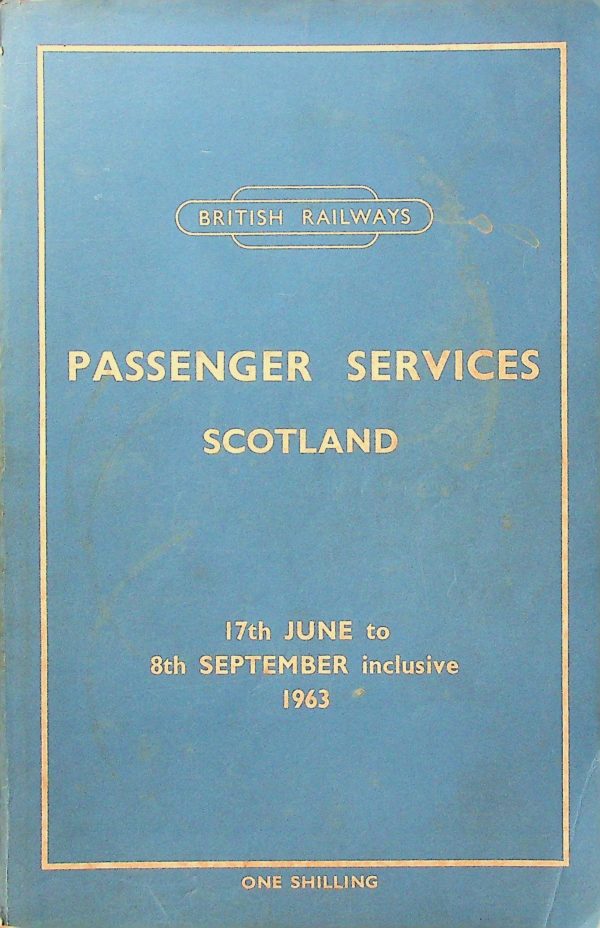 BRITISH RAILWAYS
PASSENGER SERVICES
SCOTLAND
17th JUNE to
8th SEPTEMBER inclusive
1963
ONE SHILLING